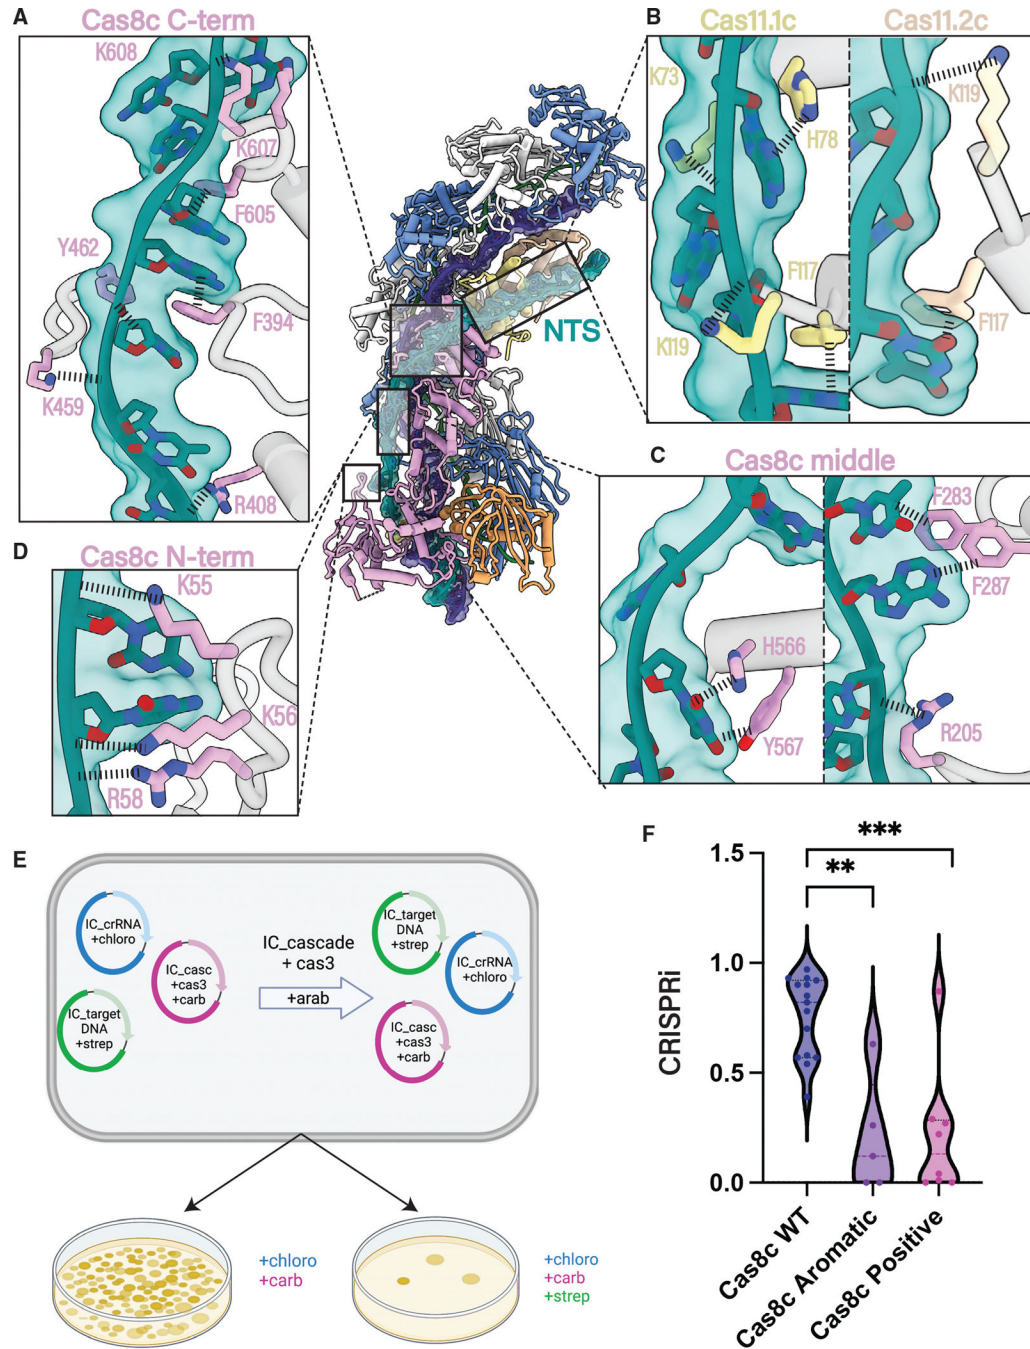 A
Cas8c C-term
K608
K607
F605
Y462
F394
K459
R408
NTS
B
Cas11.1c
Cas11.2c
K73
K119
H78
F117
K119
F117
C
Cas8c middle
F283
F287
H566
Y567
R205
D
Cas8c N-term
K55
K56
R58
E
IC_crRNA
+chloro
IC_casc
+cas3
+carb
IC_target
DNA
+strep
IC_cascade
+ cas3
+arab
IC_target
DNA
+strep
IC_crRNA
+chloro
IC_casc
+cas3
+carb
+chloro
+carb
+chloro
+carb
+strep
F
***
**
1.5
1.0
0.5
0.0
CRISPRi
Cas8c WT
Cas8c Aromatic
Cas8c Positive